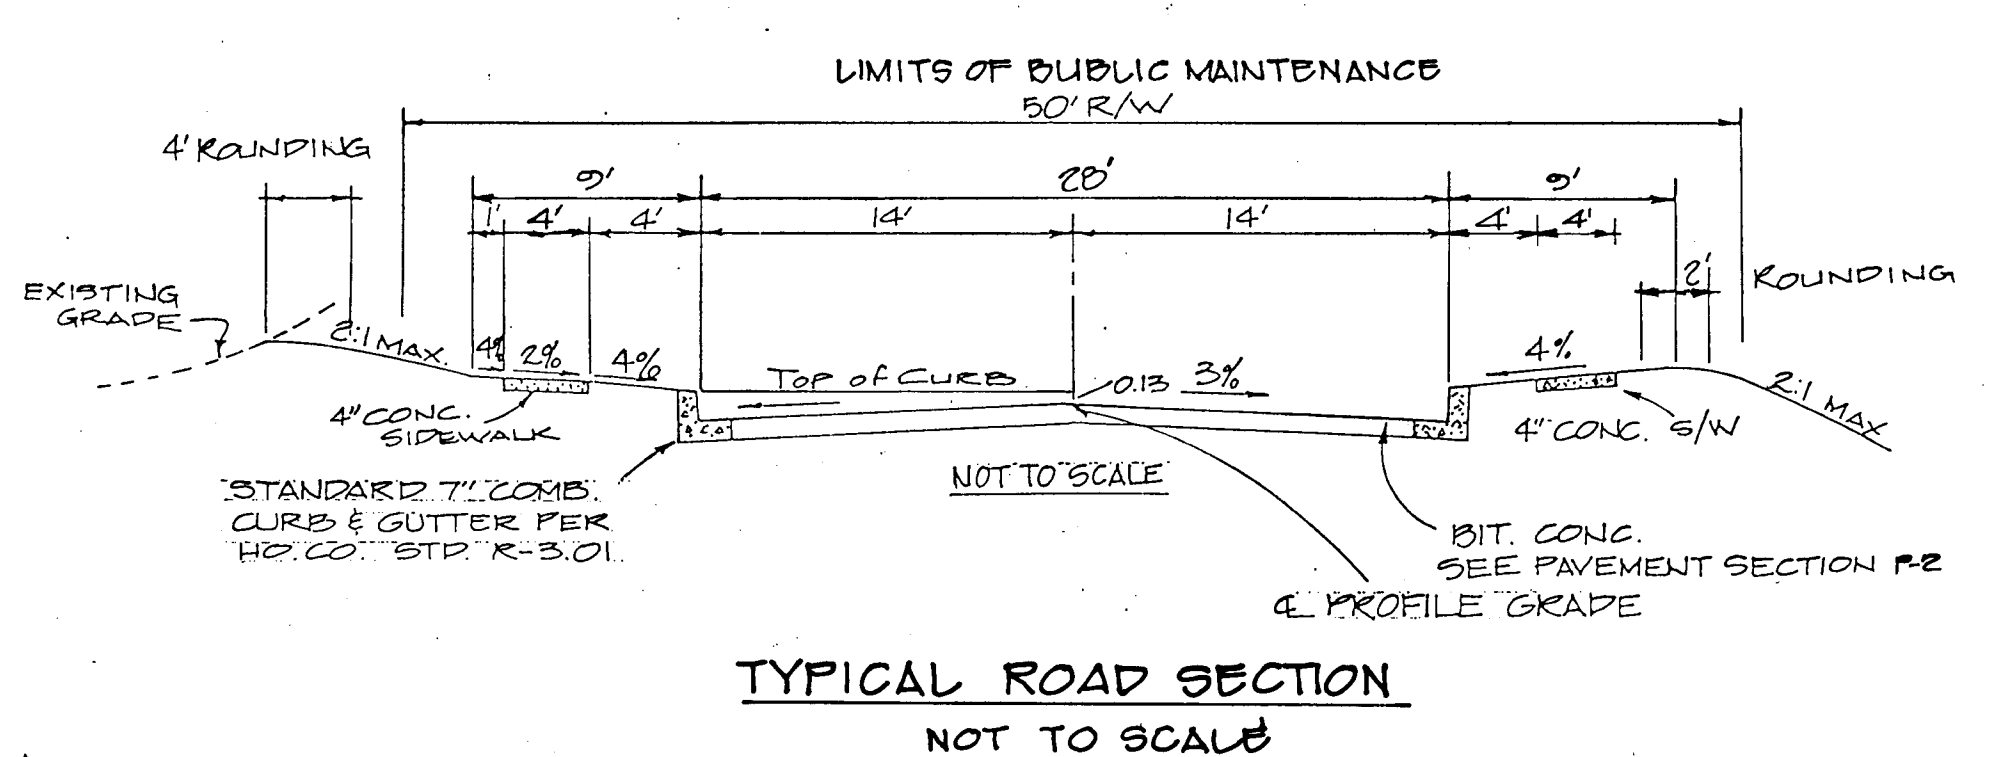 LIMITS OF BUBLIC MAINTENANCE
50' R/W
4' ROUNDING
9' 28' 9'
1' 4' 4' 14' 14' 4' 4'
2' ROUNDING
EXISTING
GRADE
2:1 MAX.
4% 2% 4%
TOP OF CURB
0.13 3%
4%
2:1 MAX
4" CONC.
SIDEWALK
4" CONC. S/W
NOT TO SCALE
STANDARD 7" COMB.
CURB & GUTTER PER
HO. CO. STD. R-3.01.
BIT. CONC.
SEE PAVEMENT SECTION P-2
℄ PROFILE GRADE
TYPICAL ROAD SECTION
NOT TO SCALE